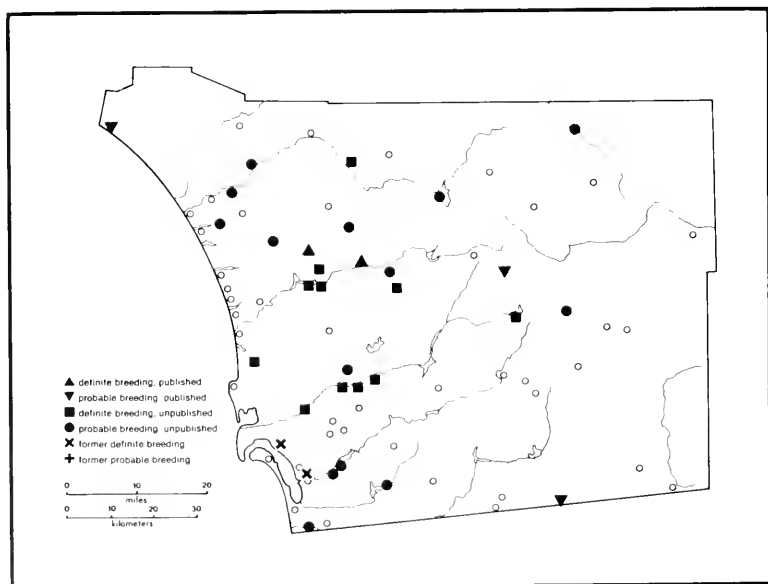 definite breeding, published
probable breeding published
definite breeding, unpublished
probable breeding unpublished
former definite breeding
former probable breeding
0 10 20
miles
0 10 20 30
kilometers